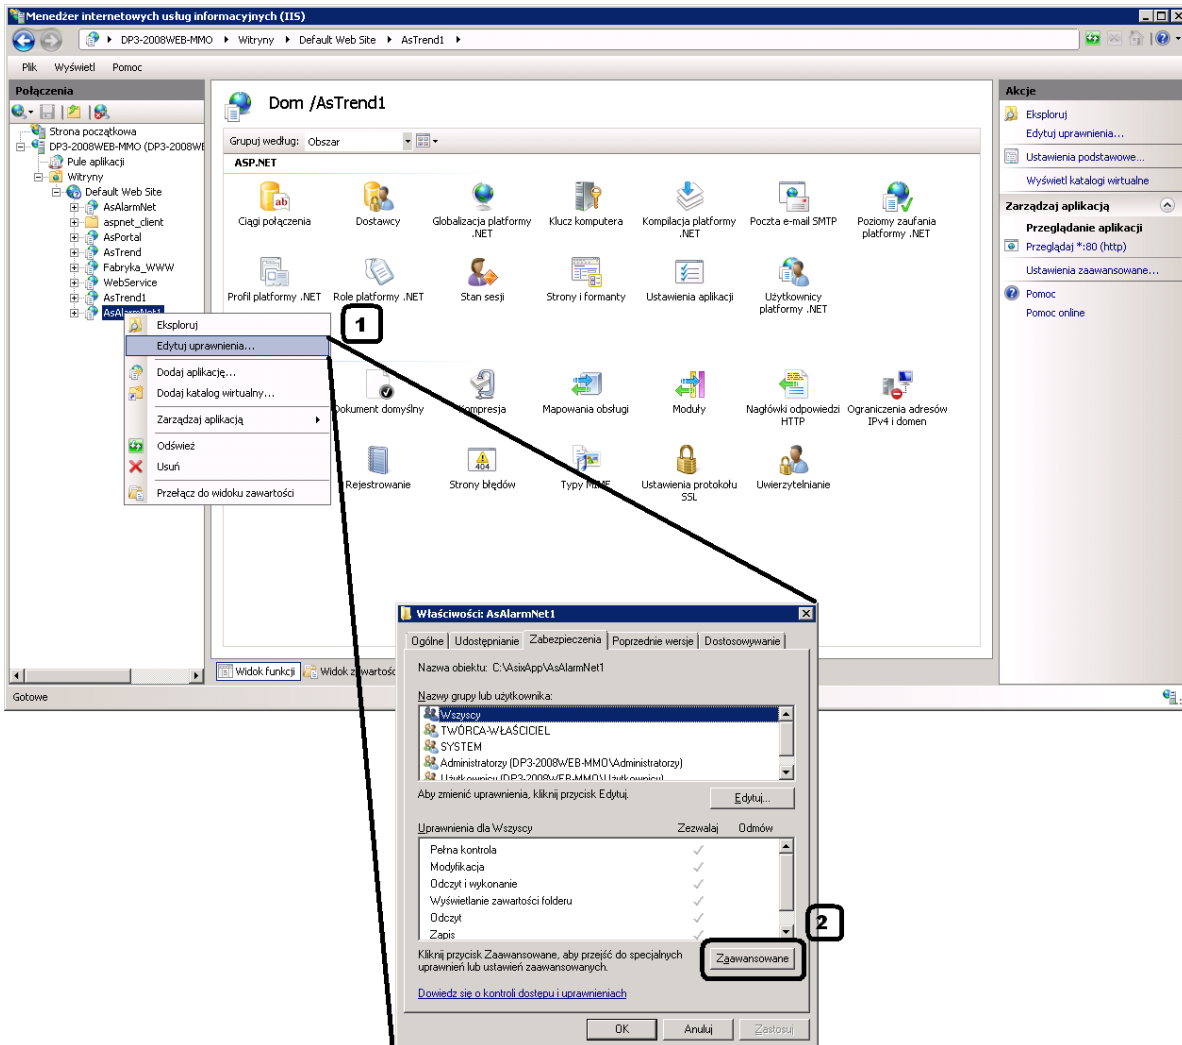 Menedżer internetowych usług informacyjnych (IIS)
DP3-2008WEB-MMO ▸ Witryny ▸ Default Web Site ▸ AsTrend1 ▸
Plik Wyświetl Pomoc
Połączenia
Strona początkowa
DP3-2008WEB-MMO (DP3-2008WE
Pule aplikacji
Witryny
Default Web Site
AsAlarmNet
aspnet_client
AsPortal
AsTrend
Fabryka_WWW
WebService
AsTrend1
AsAlarmNet1
Eksploruj
Edytuj uprawnienia...
Dodaj aplikację...
Dodaj katalog wirtualny...
Zarządzaj aplikacją
Odśwież
Usuń
Przełącz do widoku zawartości
1
Dom /AsTrend1
Grupuj według: Obszar
ASP.NET
Ciągi połączenia
Dostawcy
Globalizacja platformy .NET
Klucz komputera
Kompilacja platformy .NET
Poczta e-mail SMTP
Poziomy zaufania platformy .NET
Profil platformy .NET
Role platformy .NET
Stan sesji
Strony i formanty
Ustawienia aplikacji
Użytkownicy platformy .NET
Dokument domyślny
Kompresja
Mapowania obsługi
Moduły
Nagłówki odpowiedzi HTTP
Ograniczenia adresów IPv4 i domen
Rejestrowanie
404
Strony błędów
Typy MIME
Ustawienia protokołu SSL
Uwierzytelnianie
Widok funkcji
Widok zawartośc
Gotowe
Akcje
Eksploruj
Edytuj uprawnienia...
Ustawienia podstawowe...
Wyświetl katalogi wirtualne
Zarządzaj aplikacją
Przeglądanie aplikacji
Przeglądaj *:80 (http)
Ustawienia zaawansowane...
Pomoc
Pomoc online
Właściwości: AsAlarmNet1
Ogólne Udostępnianie Zabezpieczenia Poprzednie wersje Dostosowywanie
Nazwa obiektu: C:\AsixApp\AsAlarmNet1
Nazwy grupy lub użytkownika:
Wszyscy
TWÓRCA-WŁAŚCICIEL
SYSTEM
Administratorzy (DP3-2008WEB-MMO\Administratorzy)
Użytkownicy (DP3-2008WEB-MMO\Użytkownicy)
Aby zmienić uprawnienia, kliknij przycisk Edytuj.
Edytuj...
Uprawnienia dla Wszyscy Zezwalaj Odmów
Pełna kontrola
Modyfikacja
Odczyt i wykonanie
Wyświetlanie zawartości folderu
Odczyt
Zapis
2
Kliknij przycisk Zaawansowane, aby przejść do specjalnych
uprawnień lub ustawień zaawansowanych.
Zaawansowane
Dowiedz się o kontroli dostępu i uprawnieniach
OK Anuluj Zastosuj